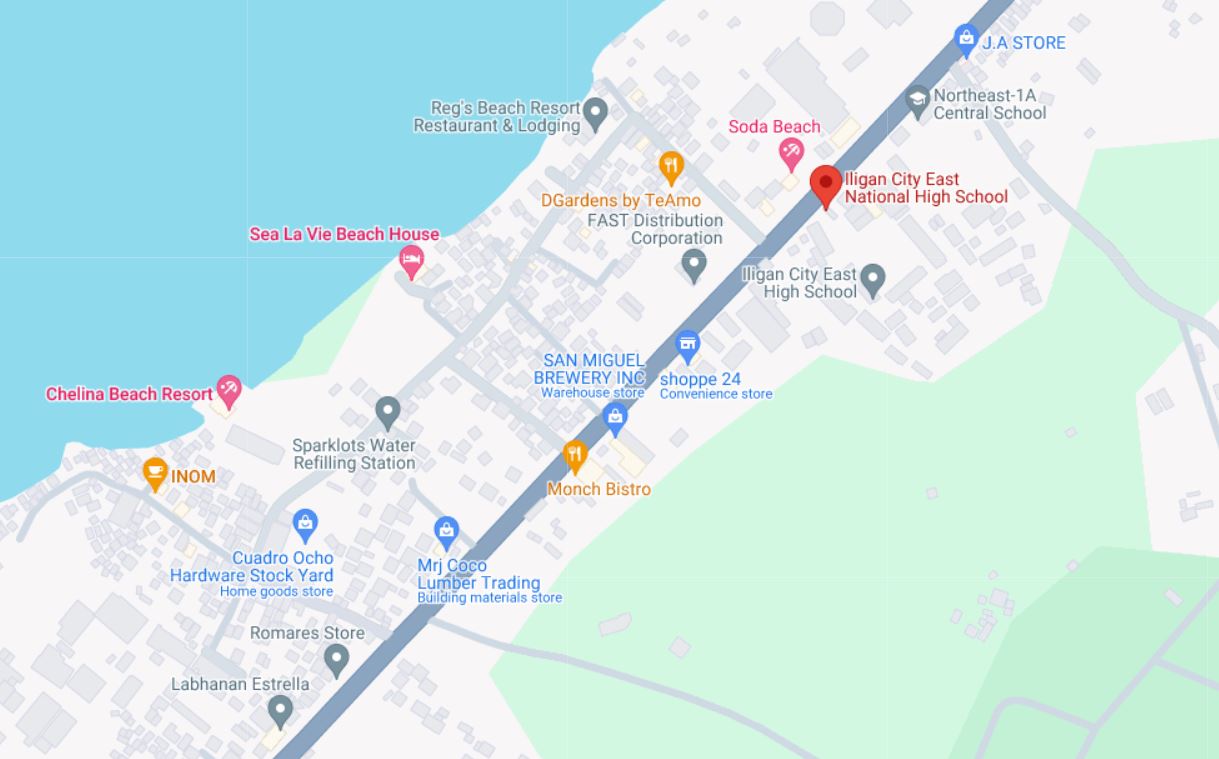 J.A STORE
Northeast-1A
Central School
Reg's Beach Resort
Restaurant & Lodging
Soda Beach
Iligan City East
National High School
DGardens by TeAmo
FAST Distribution
Corporation
Sea La Vie Beach House
Iligan City East
High School
SAN MIGUEL
BREWERY INC
Warehouse store
shoppe 24
Convenience store
Chelina Beach Resort
Sparklots Water
Refilling Station
INOM
Monch Bistro
Cuadro Ocho
Hardware Stock Yard
Home goods store
Mrj Coco
Lumber Trading
Building materials store
Romares Store
Labhanan Estrella